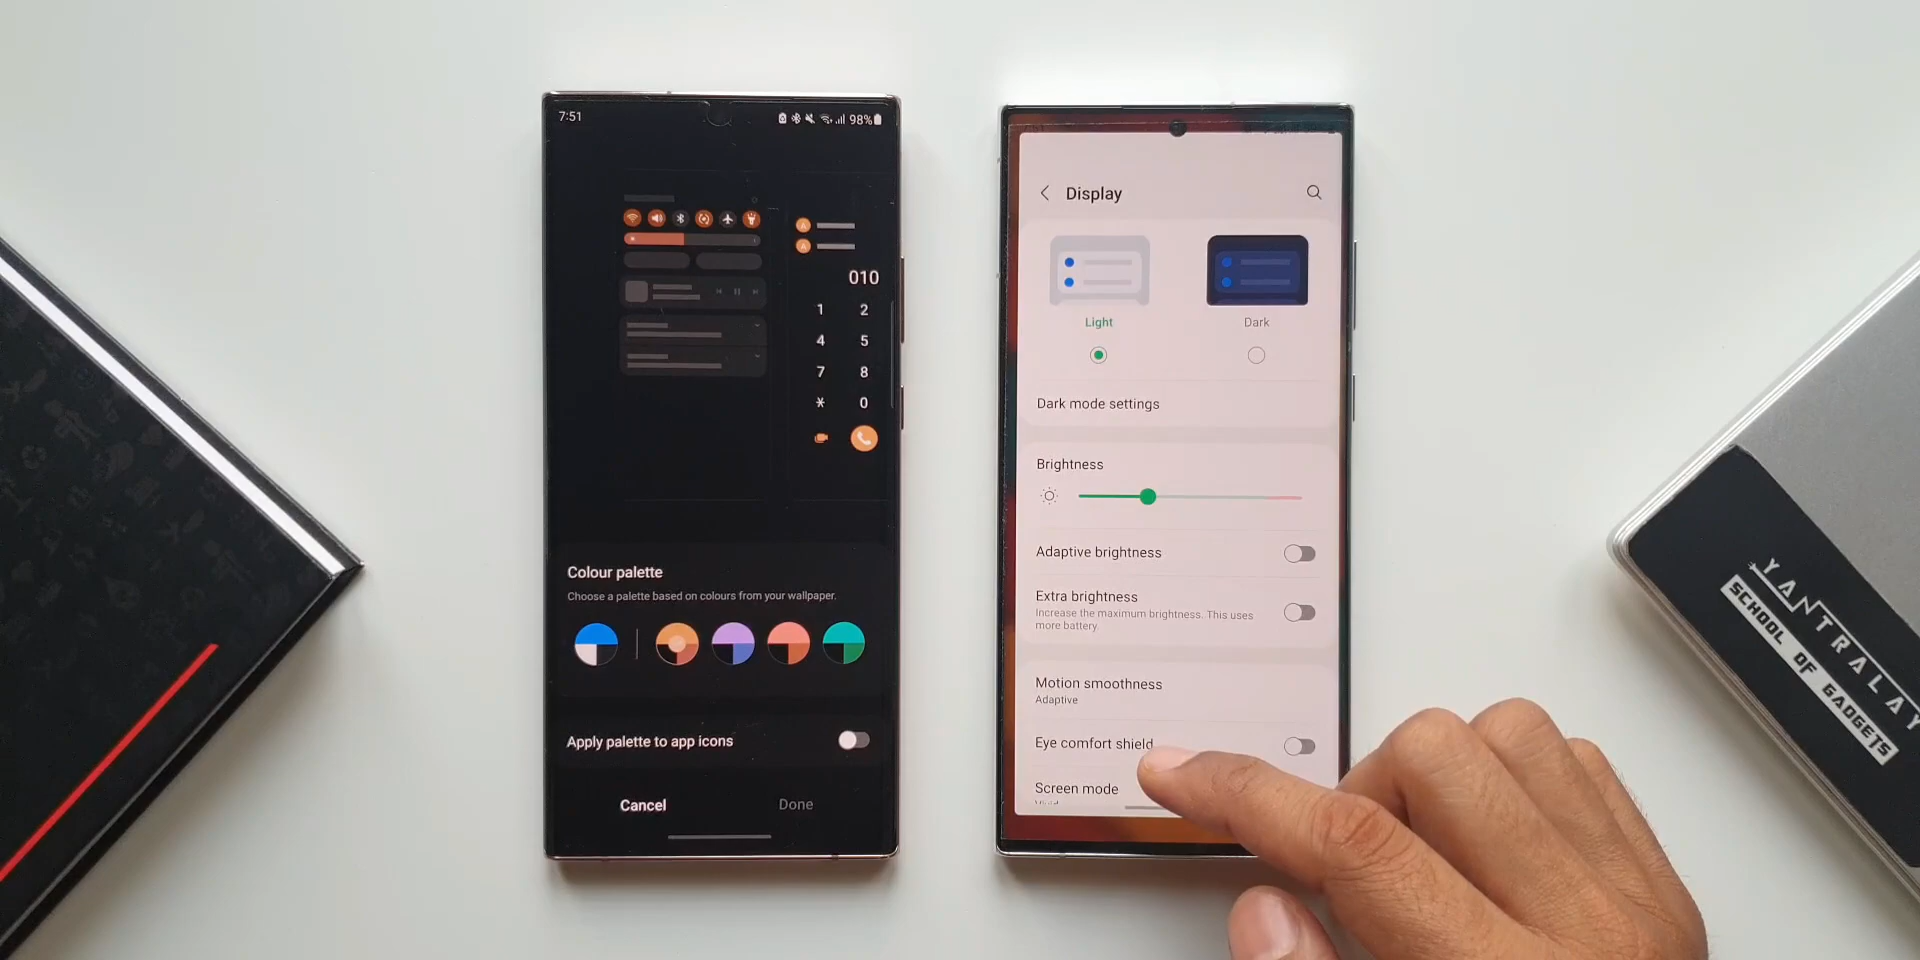 7:51
98%
010
1 2
4 5
7 8
* 0
Colour palette
Choose a palette based on colours from your wallpaper.
Apply palette to app icons
Cancel Done
Display
Light Dark
Dark mode settings
Brightness
Adaptive brightness
Extra brightness
Increase the maximum brightness. This uses
more battery.
Motion smoothness
Adaptive
Eye comfort shield
Screen mode
YANTRALAY
SCHOOL OF GADGETS